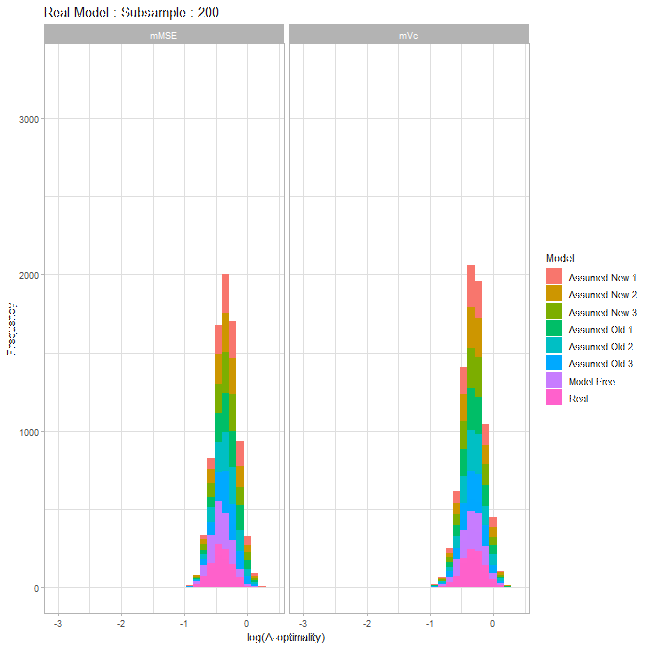 Real Model : Subsample : 200
mMSE
mVc
3000
2000
1000
0
Frequency
-3
-2
-1
0
-3
-2
-1
0
log(A-optimality)
Model
Assumed New 1
Assumed New 2
Assumed New 3
Assumed Old 1
Assumed Old 2
Assumed Old 3
Model Free
Real